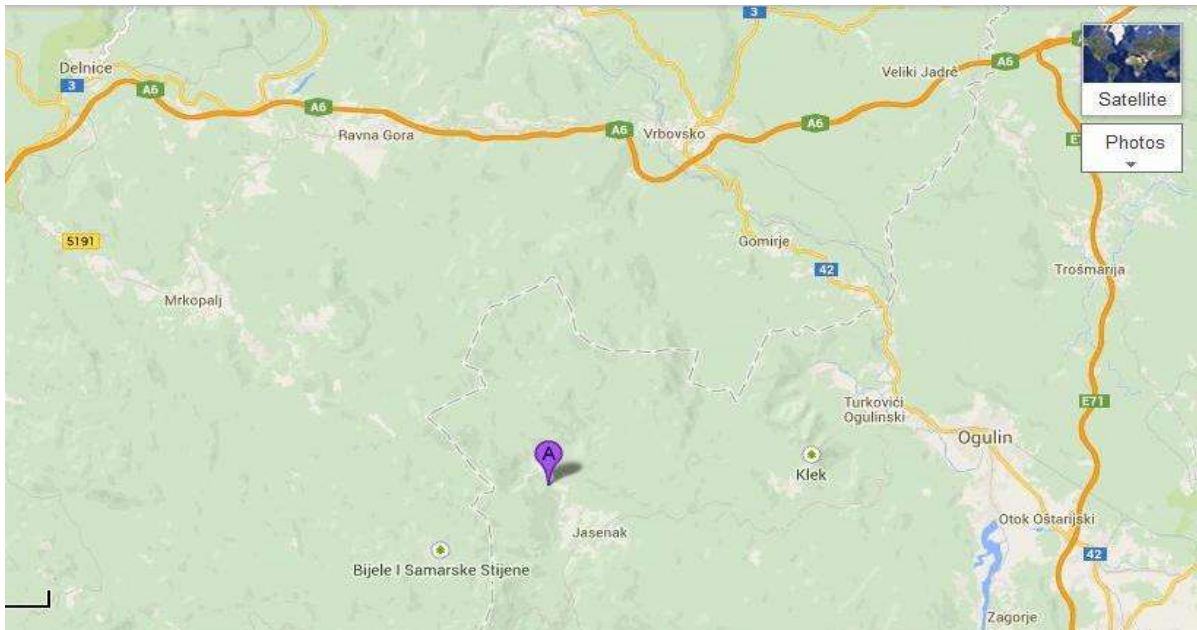 3
Delnice
3
A6
A6
Ravna Gora
A6
Vrbovsko
A6
Veliki Jadrč
A6
Satellite
Photos
5191
Mrkopalj
Gomirje
42
Trošmarija
E71
Turkovići
Ogulinski
Ogulin
A
Klek
Jasenak
Otok Oštarijski
42
Bijele I Samarske Stijene
Zagorje